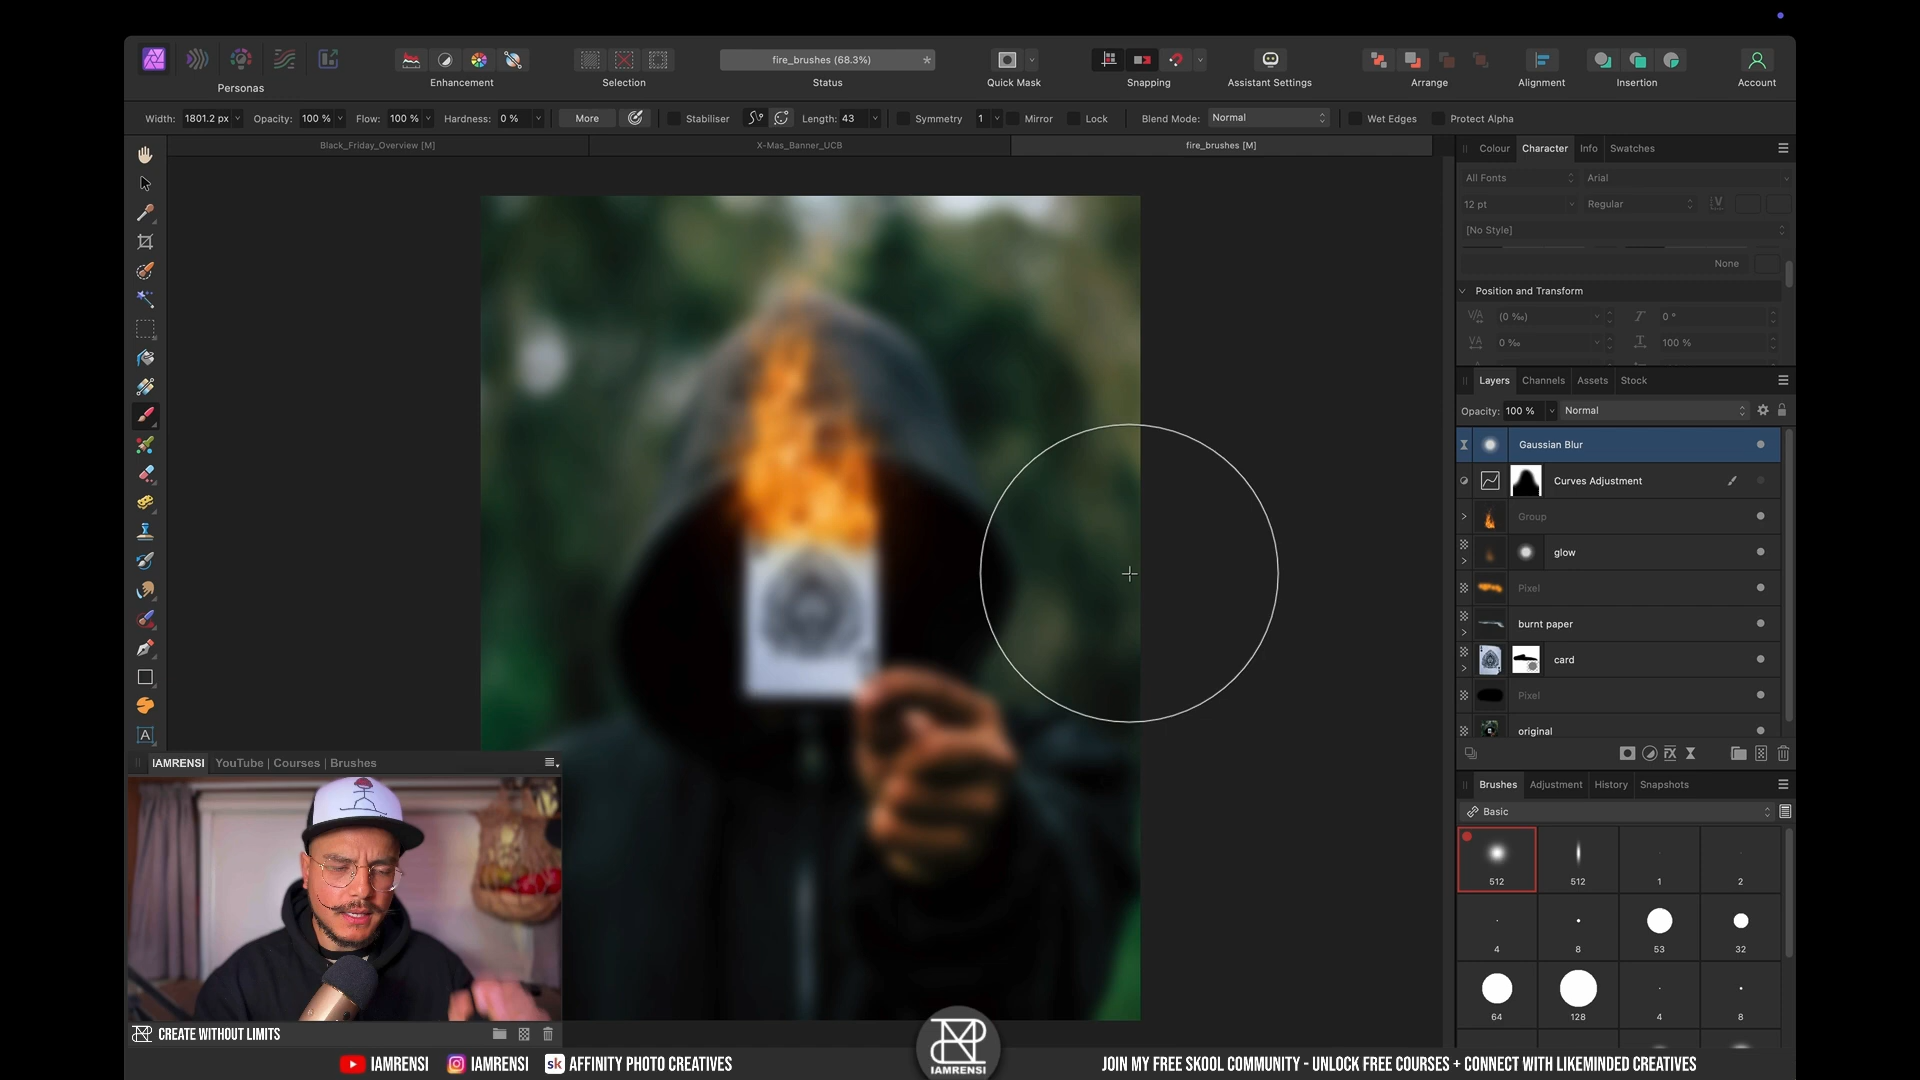 Personas
Enhancement
Selection
fire_brushes (68.3%)
*
Status
Quick Mask
Snapping
Assistant Settings
Arrange
Alignment
Insertion
Account
Width: 1801.2 px Opacity: 100 % Flow: 100 % Hardness: 0 % More Stabiliser Length: 43 Symmetry 1 Mirror Lock Blend Mode: Normal Wet Edges Protect Alpha
Black_Friday_Overview [M]
X-Mas_Banner_UCB
fire_brushes [M]
Colour Character Info Swatches
All Fonts Arial
12 pt Regular
[No Style]
None
Position and Transform
(0 ‰) 0 °
0 ‰ 100 %
Layers Channels Assets Stock
Opacity: 100 % Normal
Gaussian Blur
Curves Adjustment
Group
glow
Pixel
burnt paper
card
Pixel
original
Brushes Adjustment History Snapshots
Basic
512 512 1 2
4 8 53 32
64 128 4 8
A
IAMRENSI YouTube | Courses | Brushes
CREATE WITHOUT LIMITS
IAMRENSI IAMRENSI sk AFFINITY PHOTO CREATIVES
IAMRENSI
JOIN MY FREE SKOOL COMMUNITY - UNLOCK FREE COURSES + CONNECT WITH LIKEMINDED CREATIVES